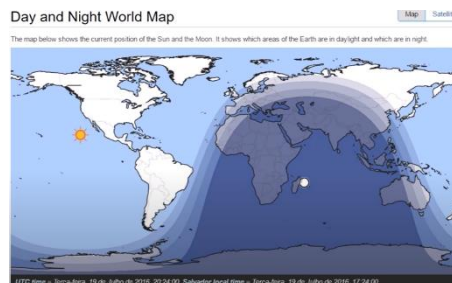 Day and Night World Map
Map
Satellit
The map below shows the current position of the Sun and the Moon. It shows which areas of the Earth are in daylight and which are in night.
UTC time = Terça-feira, 19 de Julho de 2016, 20:24:00. Salvador local time = Terça-feira, 19 de Julho de 2016, 17:24:00.